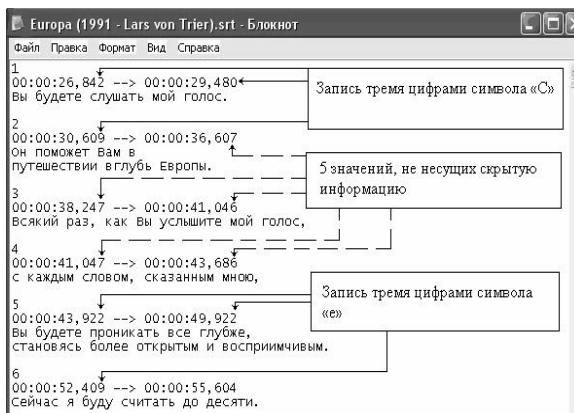 Europa (1991 - Lars von Trier).srt - Блокнот
Файл Правка Формат Вид Справка
1
00:00:26,842 --> 00:00:29,480
Вы будете слушать мой голос.
2
00:00:30,609 --> 00:00:36,607
Он поможет Вам в
путешествии вглубь Европы.
3
00:00:38,247 --> 00:00:41,046
Всякий раз, как Вы услышите мой голос,
4
00:00:41,047 --> 00:00:43,686
с каждым словом, сказанным мною,
5
00:00:43,922 --> 00:00:49,922
Вы будете проникать все глубже,
становясь более открытым и восприимчивым.
6
00:00:52,409 --> 00:00:55,604
Сейчас я буду считать до десяти.
Запись тремя цифрами символа «С»
5 значений, не несущих скрытую
информацию
Запись тремя цифрами символа
«е»